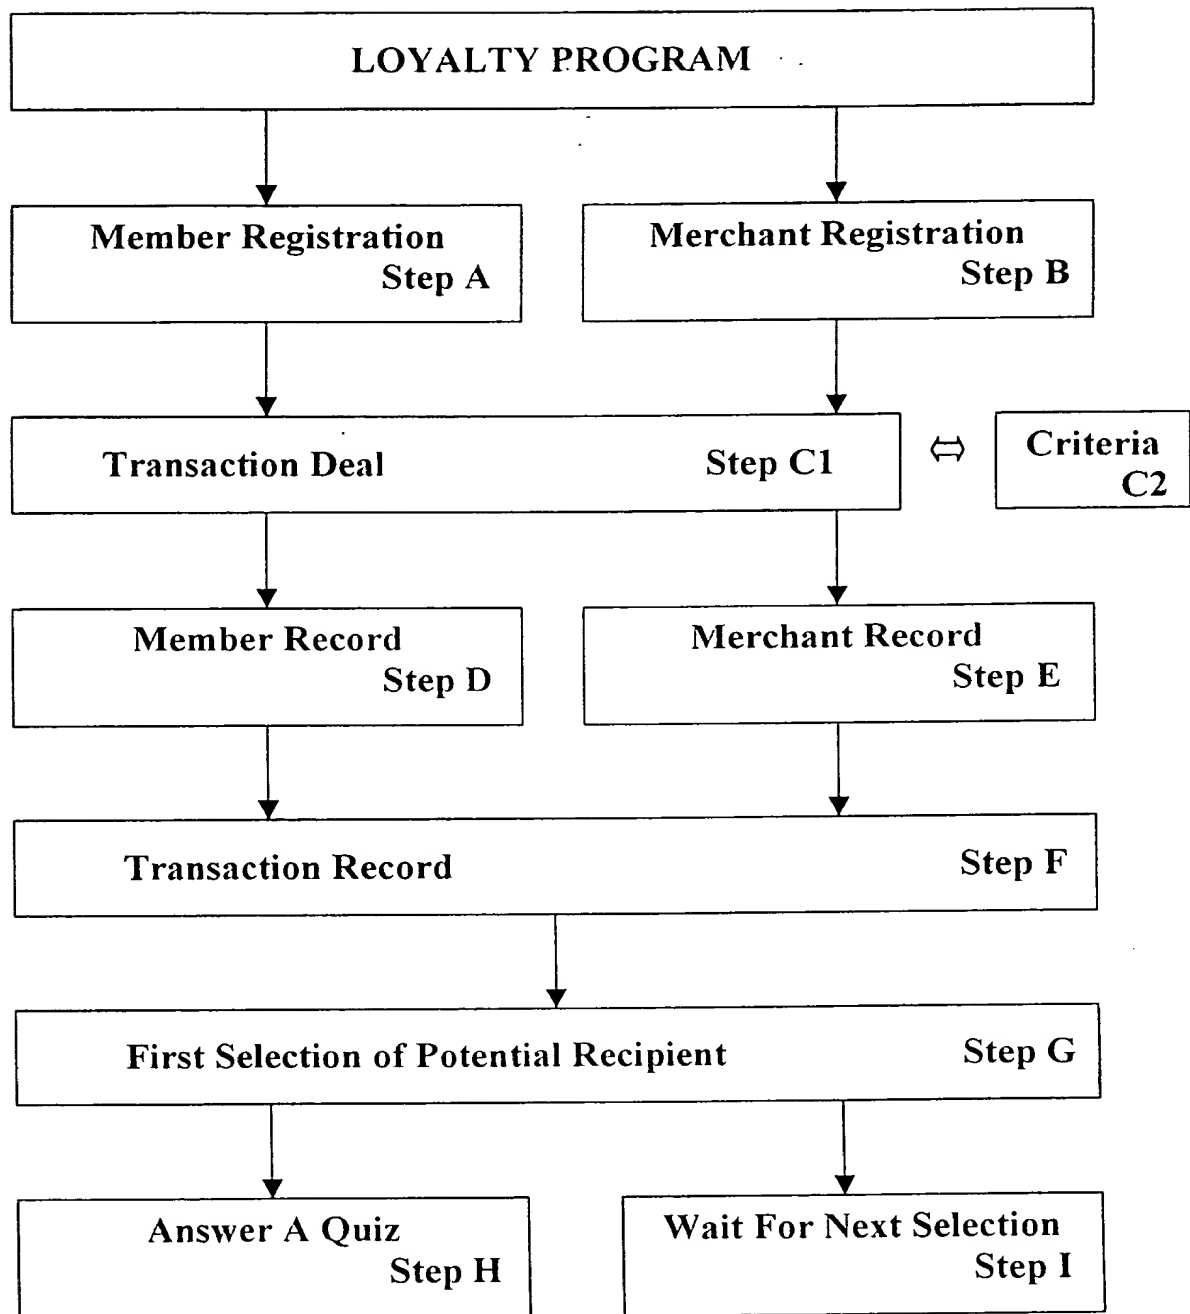 LOYALTY PROGRAM
Member Registration
Step A
Merchant Registration
Step B
Transaction Deal Step C1
Criteria
C2
Member Record
Step D
Merchant Record
Step E
Transaction Record Step F
First Selection of Potential Recipient Step G
Answer A Quiz
Step H
Wait For Next Selection
Step I